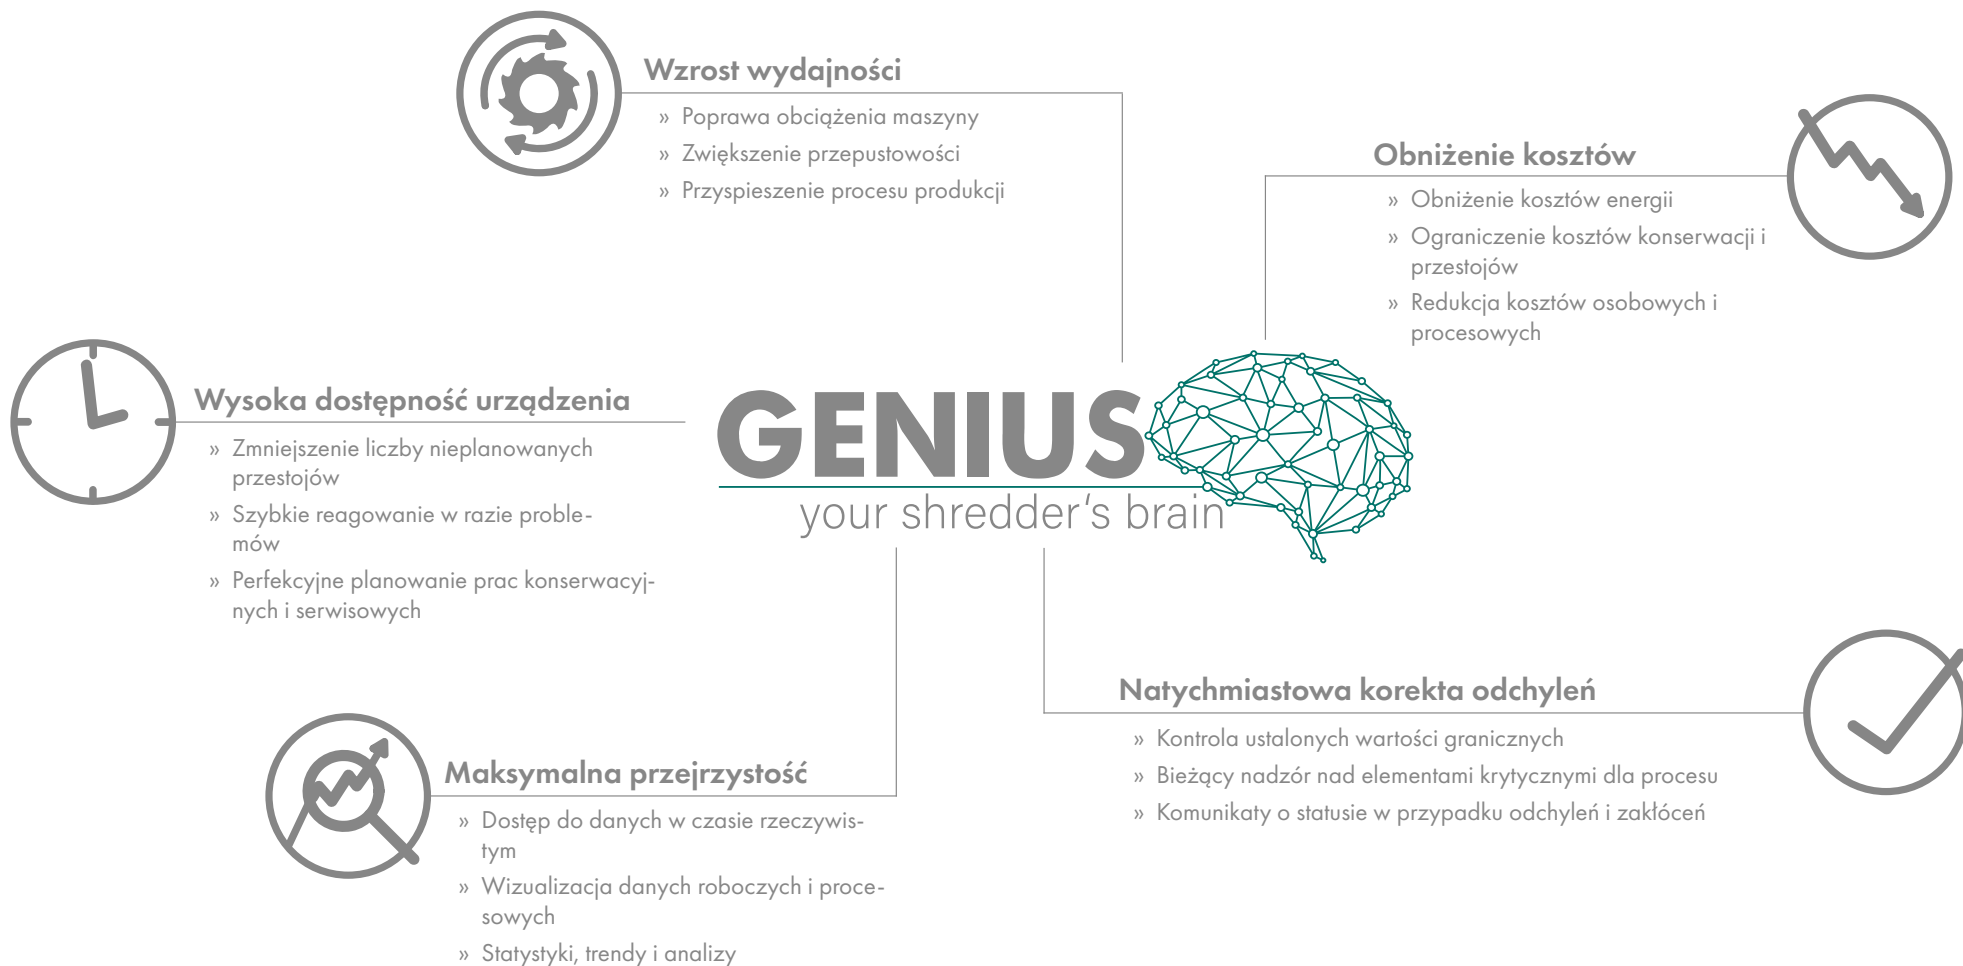 Wzrost wydajności
» Poprawa obciążenia maszyny
» Zwiększenie przepustowości
» Przyspieszenie procesu produkcji
Obniżenie kosztów
» Obniżenie kosztów energii
» Ograniczenie kosztów konserwacji i
przestojów
» Redukcja kosztów osobowych i
procesowych
Wysoka dostępność urządzenia
» Zmniejszenie liczby nieplanowanych
przestojów
» Szybkie reagowanie w razie proble-
mów
» Perfekcyjne planowanie prac konserwacyj-
nych i serwisowych
GENIUS
your shredder's brain
Natychmiastowa korekta odchyleń
» Kontrola ustalonych wartości granicznych
» Bieżący nadzór nad elementami krytycznymi dla procesu
» Komunikaty o statusie w przypadku odchyleń i zakłóceń
Maksymalna przejrzystość
» Dostęp do danych w czasie rzeczywis-
tym
» Wizualizacja danych roboczych i proce-
sowych
» Statystyki, trendy i analizy